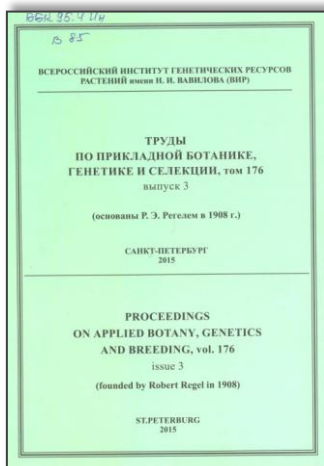 ББК 95.4 Ин
В 85
ВСЕРОССИЙСКИЙ ИНСТИТУТ ГЕНЕТИЧЕСКИХ РЕСУРСОВ
РАСТЕНИЙ имени Н. И. ВАВИЛОВА (ВИР)
ТРУДЫ
ПО ПРИКЛАДНОЙ БОТАНИКЕ,
ГЕНЕТИКЕ И СЕЛЕКЦИИ, том 176
выпуск 3
(основаны Р. Э. Регелем в 1908 г.)
САНКТ-ПЕТЕРБУРГ
2015
PROCEEDINGS
ON APPLIED BOTANY, GENETICS
AND BREEDING, vol. 176
issue 3
(founded by Robert Regel in 1908)
ST.PETERBURG
2015